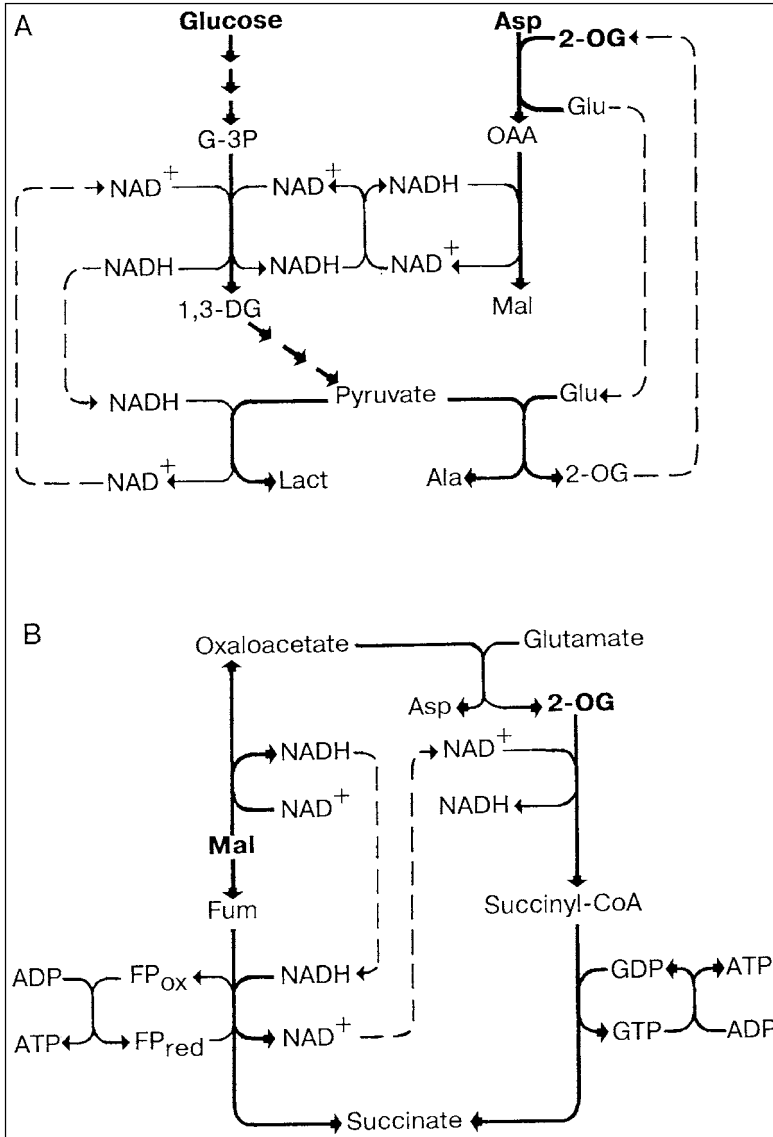 A
Glucose Asp
2-OG
Glu
G-3P OAA
NAD+ NAD+ NADH
NADH NADH NAD+
1,3-DG Mal
NADH Pyruvate Glu
NAD+ Lact Ala 2-OG
B
Oxaloacetate Glutamate
Asp 2-OG
NADH NAD+
NAD+ NADH
Mal
Fum Succinyl-CoA
ADP FPox NADH GDP ATP
ATP FPred NAD+ GTP ADP
Succinate